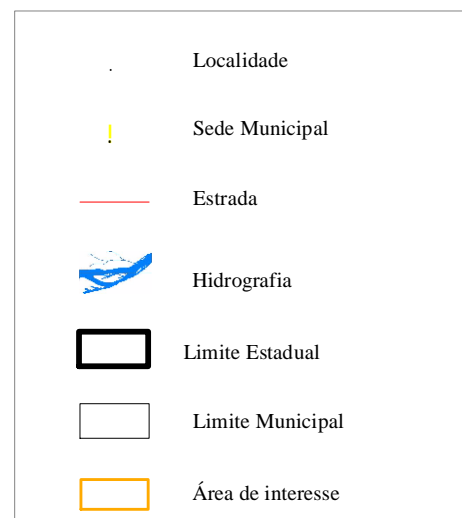 Localidade
Sede Municipal
Estrada
Hidrografia
Limite Estadual
Limite Municipal
Área de interesse